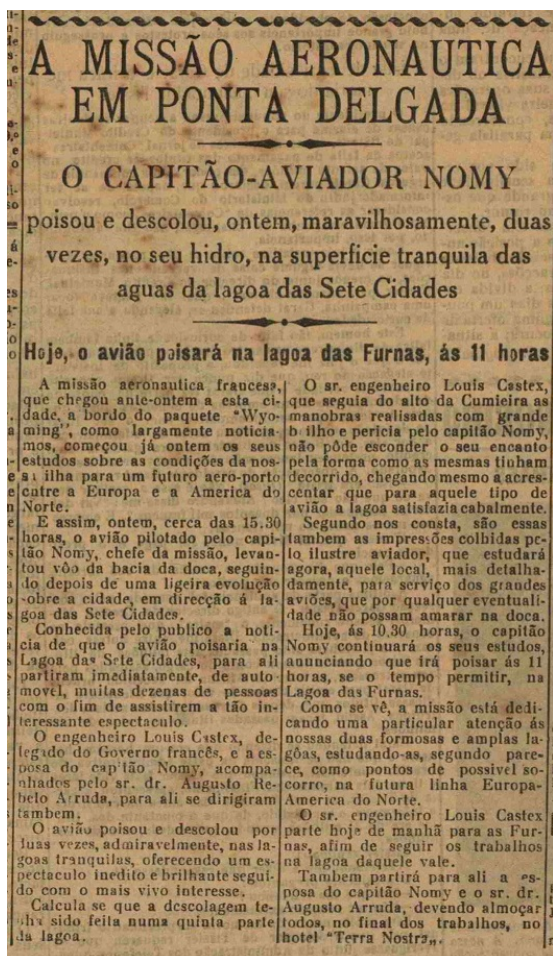 A MISSÃO AERONAUTICA
EM PONTA DELGADA
O CAPITÃO-AVIADOR NOMY
poisou e descolou, ontem, maravilhosamente, duas
vezes, no seu hidro, na superficie tranquila das
aguas da lagoa das Sete Cidades
Hoje, o avião poisará na lagoa das Furnas, ás 11 horas
A missão aeronautica francesa,
que chegou ante-ontem a esta ci-
dade, a bordo do paquete "Wyo-
ming", como largamente noticia-
mos, começou já ontem os seus
estudos sobre as condições da nos-
sa ilha para um futuro aero-porto
entre a Europa e a America do
Norte.
E assim, ontem, cerca das 15.30
horas, o avião pilotado pelo capi-
tão Nomy, chefe da missão, levan-
tou vôo da bacia da doca, seguin-
do depois de uma ligeira evolução
sobre a cidade, em direcção á la-
goa das Sete Cidades.
Conhecida pelo publico a noti-
cia de que o avião poisaria na
Lagoa das Sete Cidades, para ali
partiram imediatamente, de auto
movel, muitas dezenas de pessoas
com o fim de assistirem a tão in-
teressante espectaculo.
O engenheiro Louis Castex, de-
legado do Governo francês, e a es-
posa do capitão Nomy, acompa-
nhados pelo sr. dr. Augusto Re-
belo Arruda, para ali se dirigiram
tambem.
O avião poisou e descolou por
duas vezes, admiravelmente, nas la-
goas tranquilas, oferecendo um es-
pectaculo inedito e brilhante segui-
do com o mais vivo interesse.
Calcula se que a descolagem te-
nha sido feita numa quinta parte
da lagoa.
O sr. engenheiro Louis Castex,
que seguia do alto da Cumieira as
manobras realisadas com grande
b ilho e pericia pelo capitão Nomy,
não pôde esconder o seu encanto
pela forma como as mesmas tinham
decorrido, chegando mesmo a acres-
centar que para aquele tipo de
avião a lagoa satisfazia cabalmente.
Segundo nos consta, são essas
tambem as impressões colbidas pe-
lo ilustre aviador, que estudará
agora, aquele local, mais detalha-
damente, para serviço dos grandes
aviões, que por qualquer eventuali-
dade não possam amarar na doca.
Hoje, ás 10,30 horas, o capitão
Nomy continuará os seus estudos,
anunciando que irá poisar ás 11
horas, se o tempo permitir, na
Lagoa das Furnas.
Como se vê, a missão está dedi-
cando uma particular atenção ás
nossas duas formosas e amplas la-
gôas, estudando-as, segundo pare-
ce, como pontos de possivel so-
corro, na futura linha Europa-
America do Norte.
O sr. engenheiro Louis Castex
parte hoje de manhã para as Fur-
nas, afim de seguir os trabalhos
na lagoa daquele vale.
Tambem partirá para ali a es-
posa do capitão Nomy e o sr. dr.
Augusto Arruda, devendo almoçar
todos, no final dos trabalhos, no
hotel "Terra Nostra„.